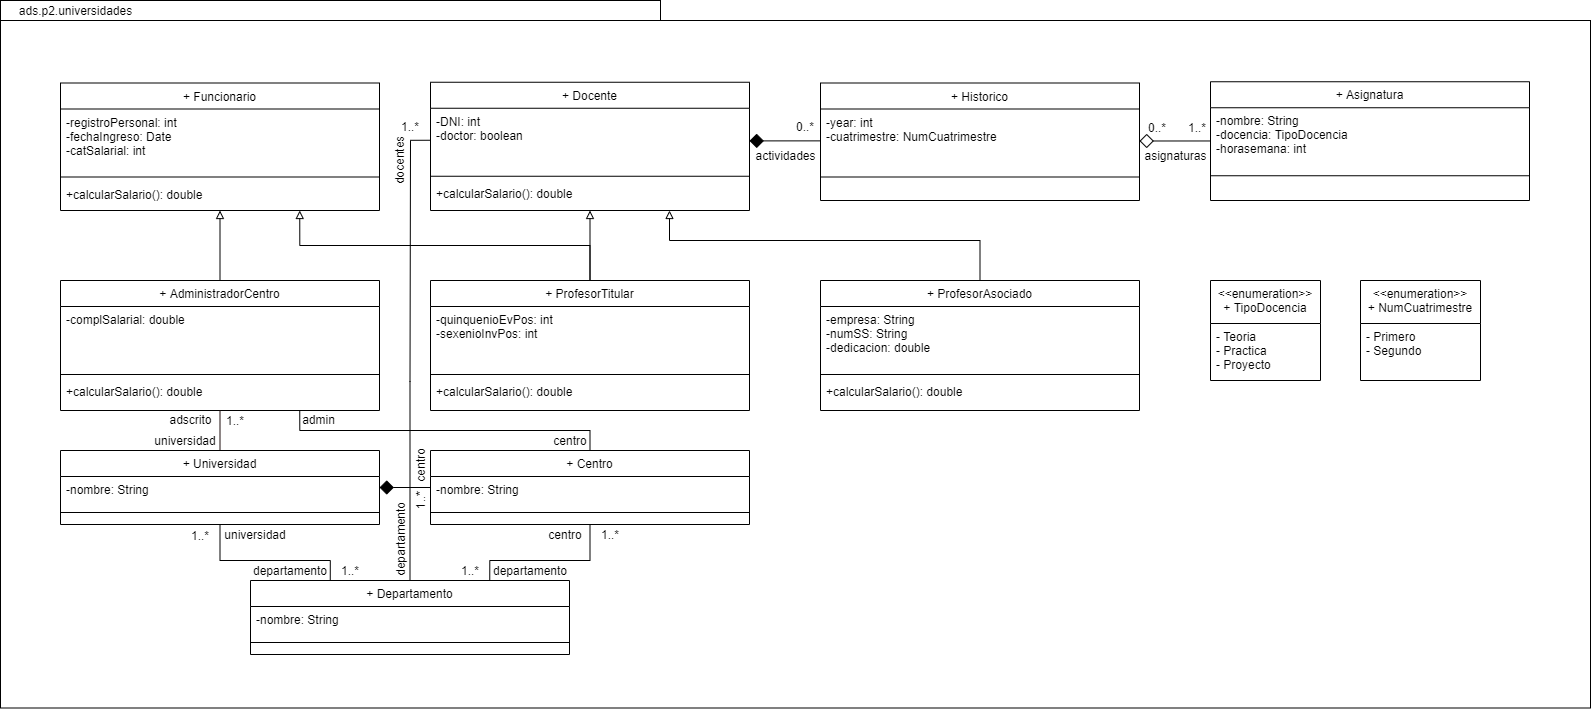 ads.p2.universidades
+ Funcionario
-registroPersonal: int
-fechaIngreso: Date
-catSalarial: int
+calcularSalario(): double
+ Docente
-DNI: int
-doctor: boolean
+calcularSalario(): double
1..*
docentes
0..*
actividades
+ Historico
-year: int
-cuatrimestre: NumCuatrimestre
0..*
1..*
asignaturas
+ Asignatura
-nombre: String
-docencia: TipoDocencia
-horasemana: int
+ AdministradorCentro
-complSalarial: double
+calcularSalario(): double
+ ProfesorTitular
-quinquenioEvPos: int
-sexenioInvPos: int
+calcularSalario(): double
+ ProfesorAsociado
-empresa: String
-numSS: String
-dedicacion: double
+calcularSalario(): double
<<enumeration>>
+ TipoDocencia
- Teoria
- Practica
- Proyecto
<<enumeration>>
+ NumCuatrimestre
- Primero
- Segundo
adscrito
1..*
admin
universidad
centro
+ Universidad
-nombre: String
centro
1..*
+ Centro
-nombre: String
1..*
universidad
departamento
centro
1..*
departamento
1..*
1..*
departamento
+ Departamento
-nombre: String